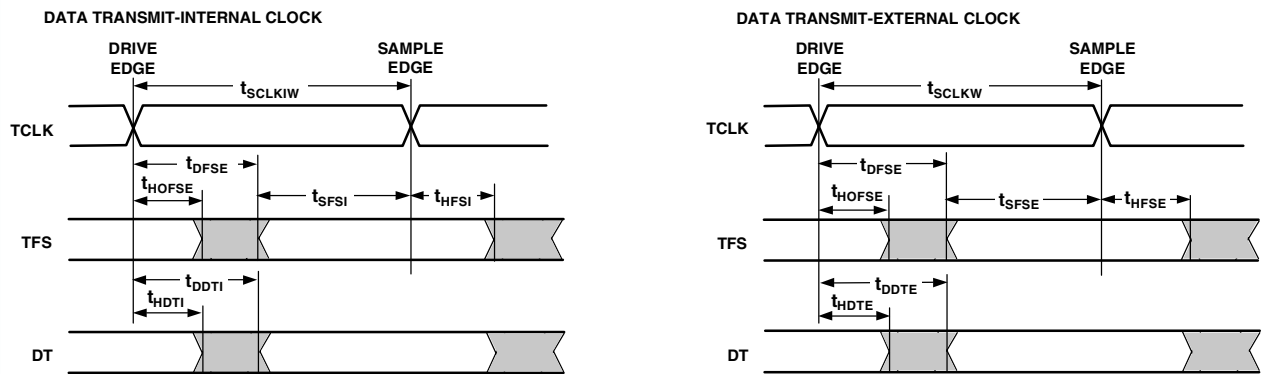 DATA TRANSMIT-INTERNAL CLOCK
DRIVE
EDGE
SAMPLE
EDGE
tSCLKIW
TCLK
tDFSE
tHOFSE
tSFSI
tHFSI
TFS
tDDTI
tHDTI
DT
DATA TRANSMIT-EXTERNAL CLOCK
DRIVE
EDGE
SAMPLE
EDGE
tSCLKW
TCLK
tDFSE
tHOFSE
tSFSE
tHFSE
TFS
tDDTE
tHDTE
DT